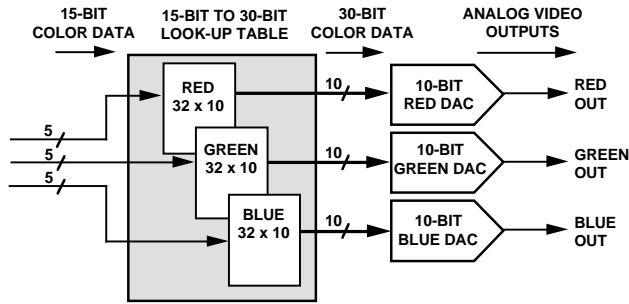 15-BIT
COLOR DATA
15-BIT TO 30-BIT
LOOK-UP TABLE
30-BIT
COLOR DATA
ANALOG VIDEO
OUTPUTS
RED
32 x 10
10
10-BIT
RED DAC
RED
OUT
5
5
5
GREEN
32 x 10
10
10-BIT
GREEN DAC
GREEN
OUT
BLUE
32 x 10
10
10-BIT
BLUE DAC
BLUE
OUT